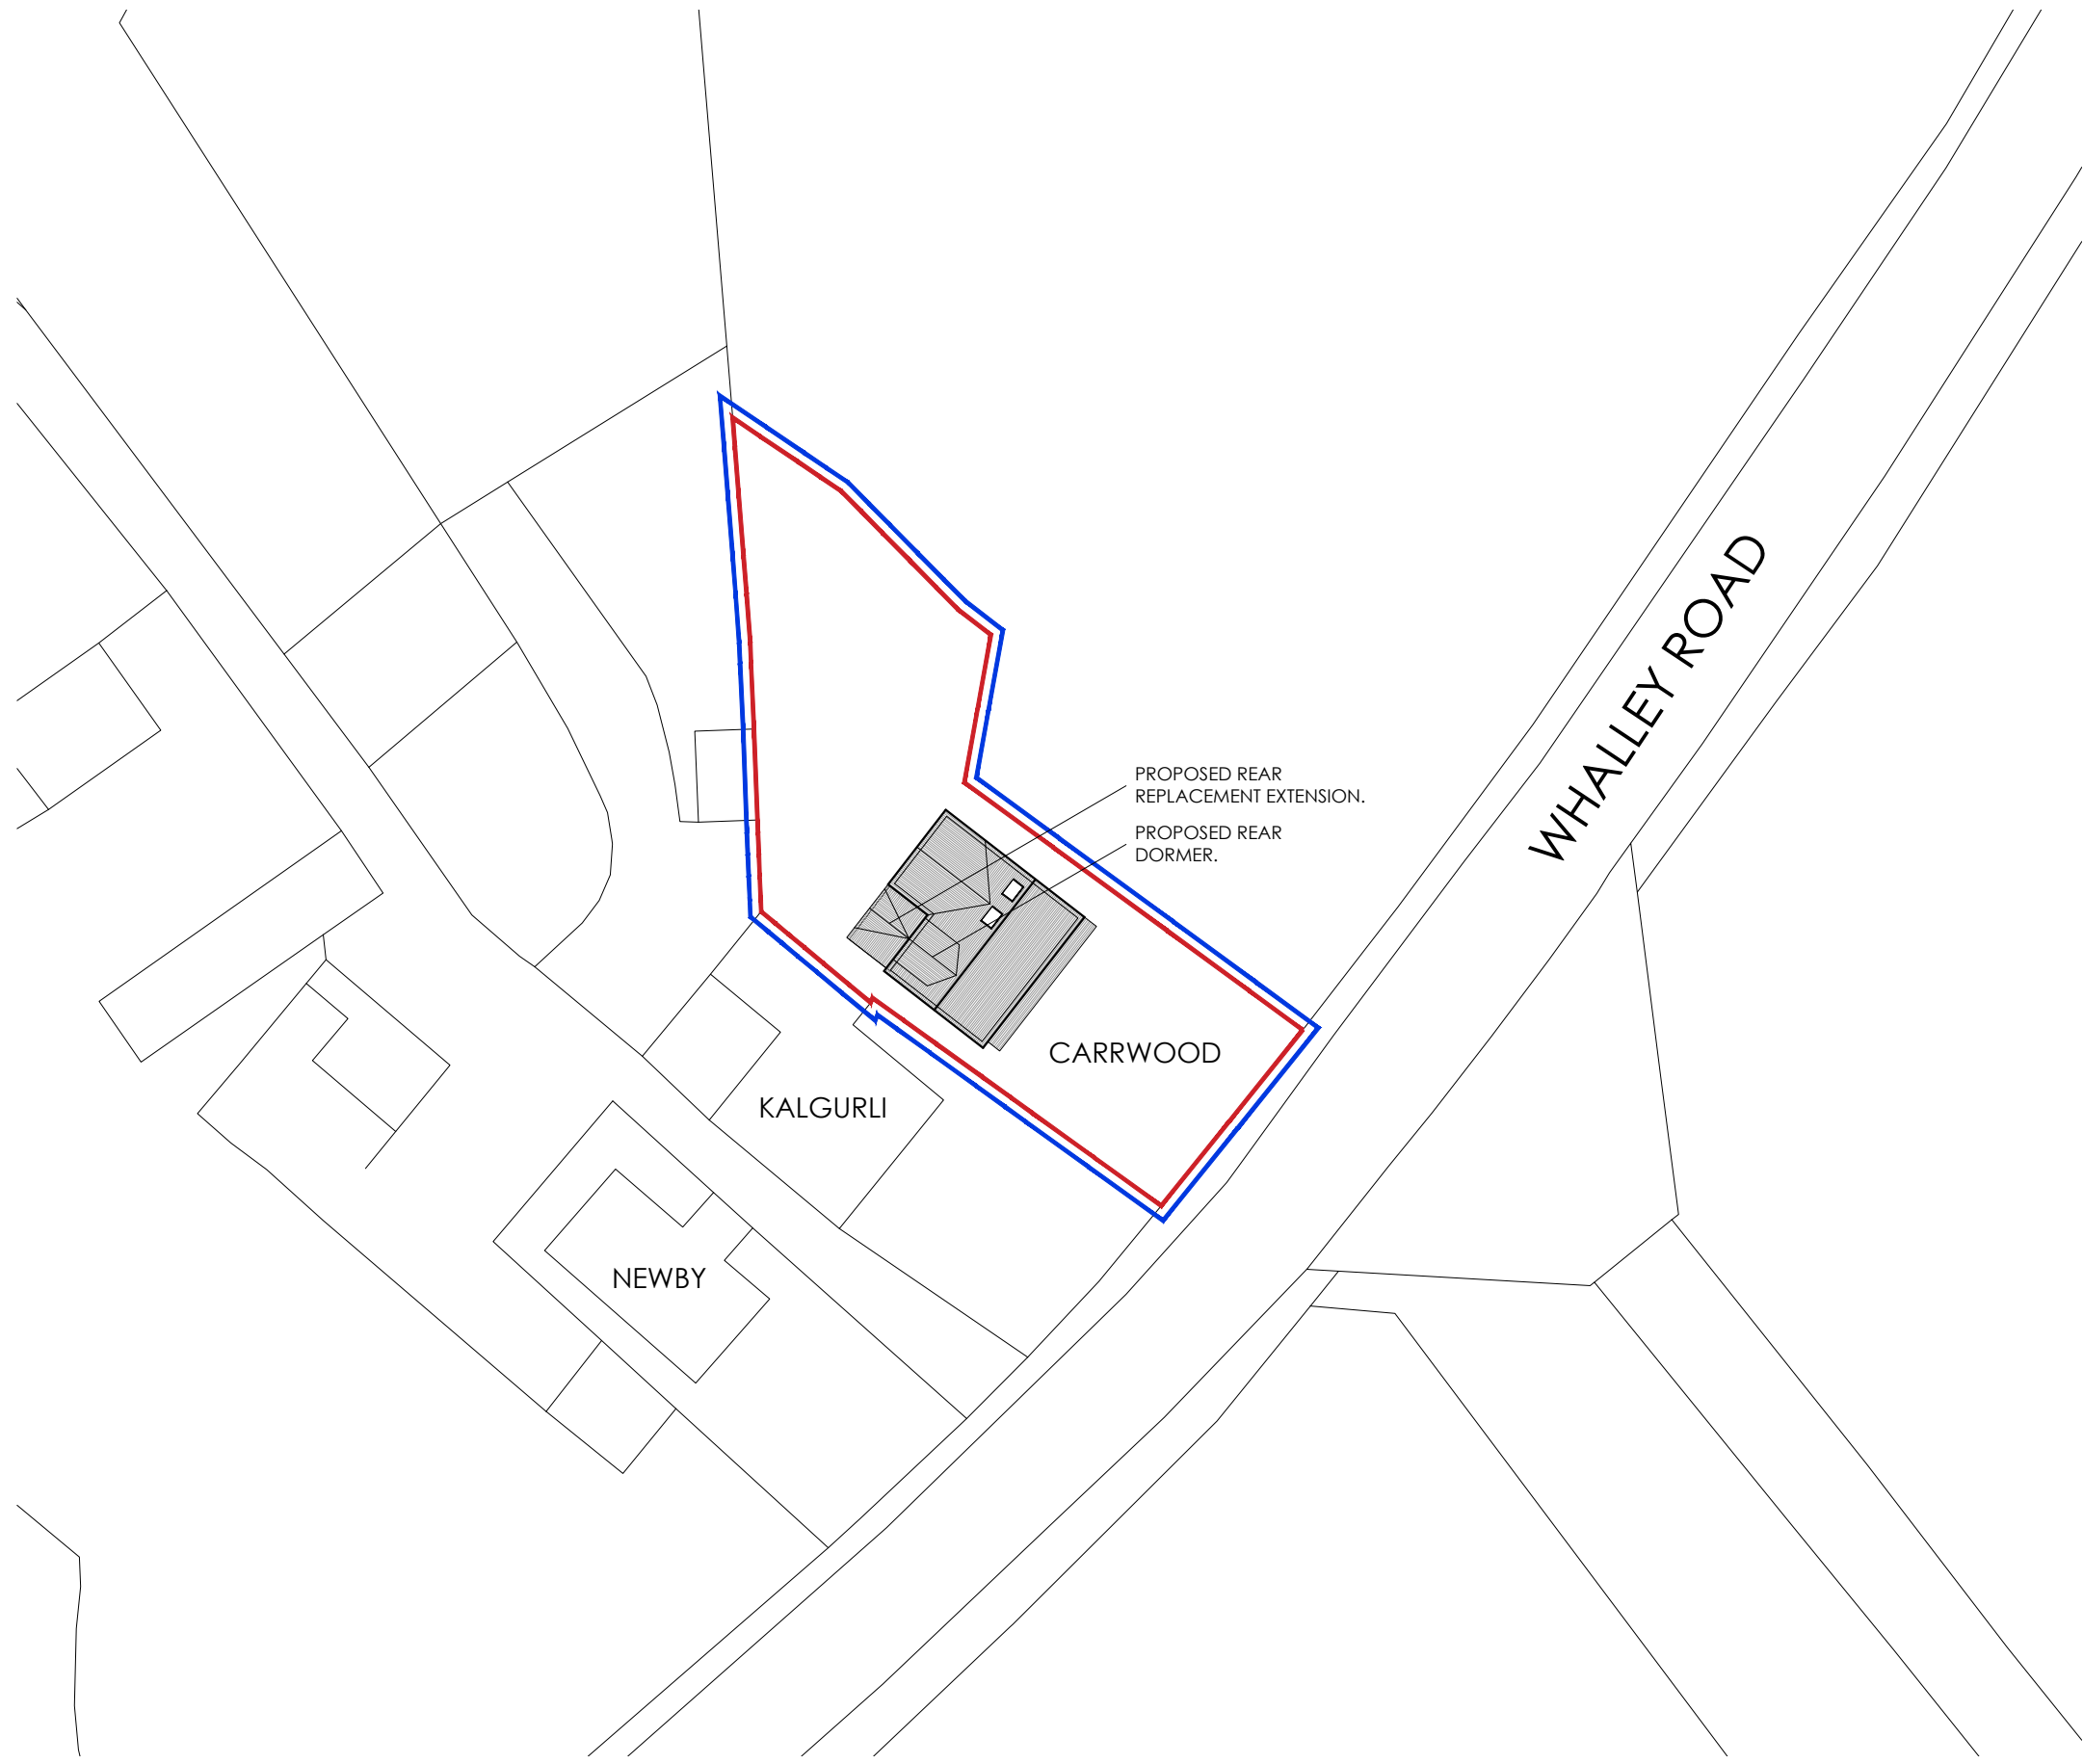 WHALLEY ROAD
PROPOSED REAR
REPLACEMENT EXTENSION.
PROPOSED REAR
DORMER.
CARRWOOD
KALGURLI
NEWBY